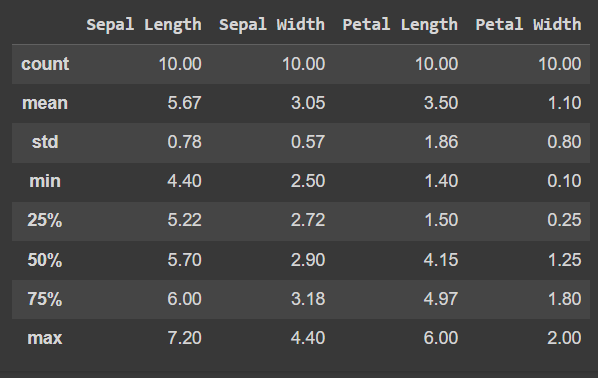 Sepal Length Sepal Width Petal Length Petal Width
count 10.00 10.00 10.00 10.00
mean 5.67 3.05 3.50 1.10
std 0.78 0.57 1.86 0.80
min 4.40 2.50 1.40 0.10
25% 5.22 2.72 1.50 0.25
50% 5.70 2.90 4.15 1.25
75% 6.00 3.18 4.97 1.80
max 7.20 4.40 6.00 2.00